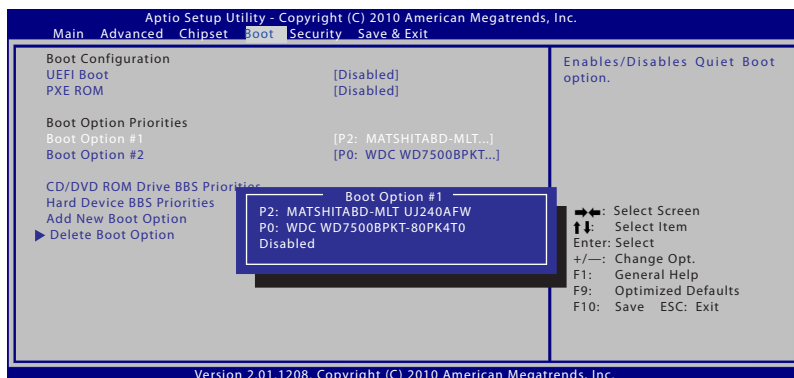 Aptio Setup Utility - Copyright (C) 2010 American Megatrends, Inc.
Main Advanced Chipset Boot Security Save & Exit
Boot Configuration
UEFI Boot [Disabled]
PXE ROM [Disabled]
Boot Option Priorities
Boot Option #1 [P2: MATSHITABD-MLT...]
Boot Option #2 [P0: WDC WD7500BPKT...]
CD/DVD ROM Drive BBS Priorities
Hard Device BBS Priorities
Add New Boot Option
Delete Boot Option
Boot Option #1
P2: MATSHITABD-MLT UJ240AFW
P0: WDC WD7500BPKT-80PK4T0
Disabled
Enables/Disables Quiet Boot
option.
→←: Select Screen
↑↓: Select Item
Enter: Select
+/—: Change Opt.
F1: General Help
F9: Optimized Defaults
F10: Save ESC: Exit
Version 2.01.1208. Copyright (C) 2010 American Megatrends, Inc.